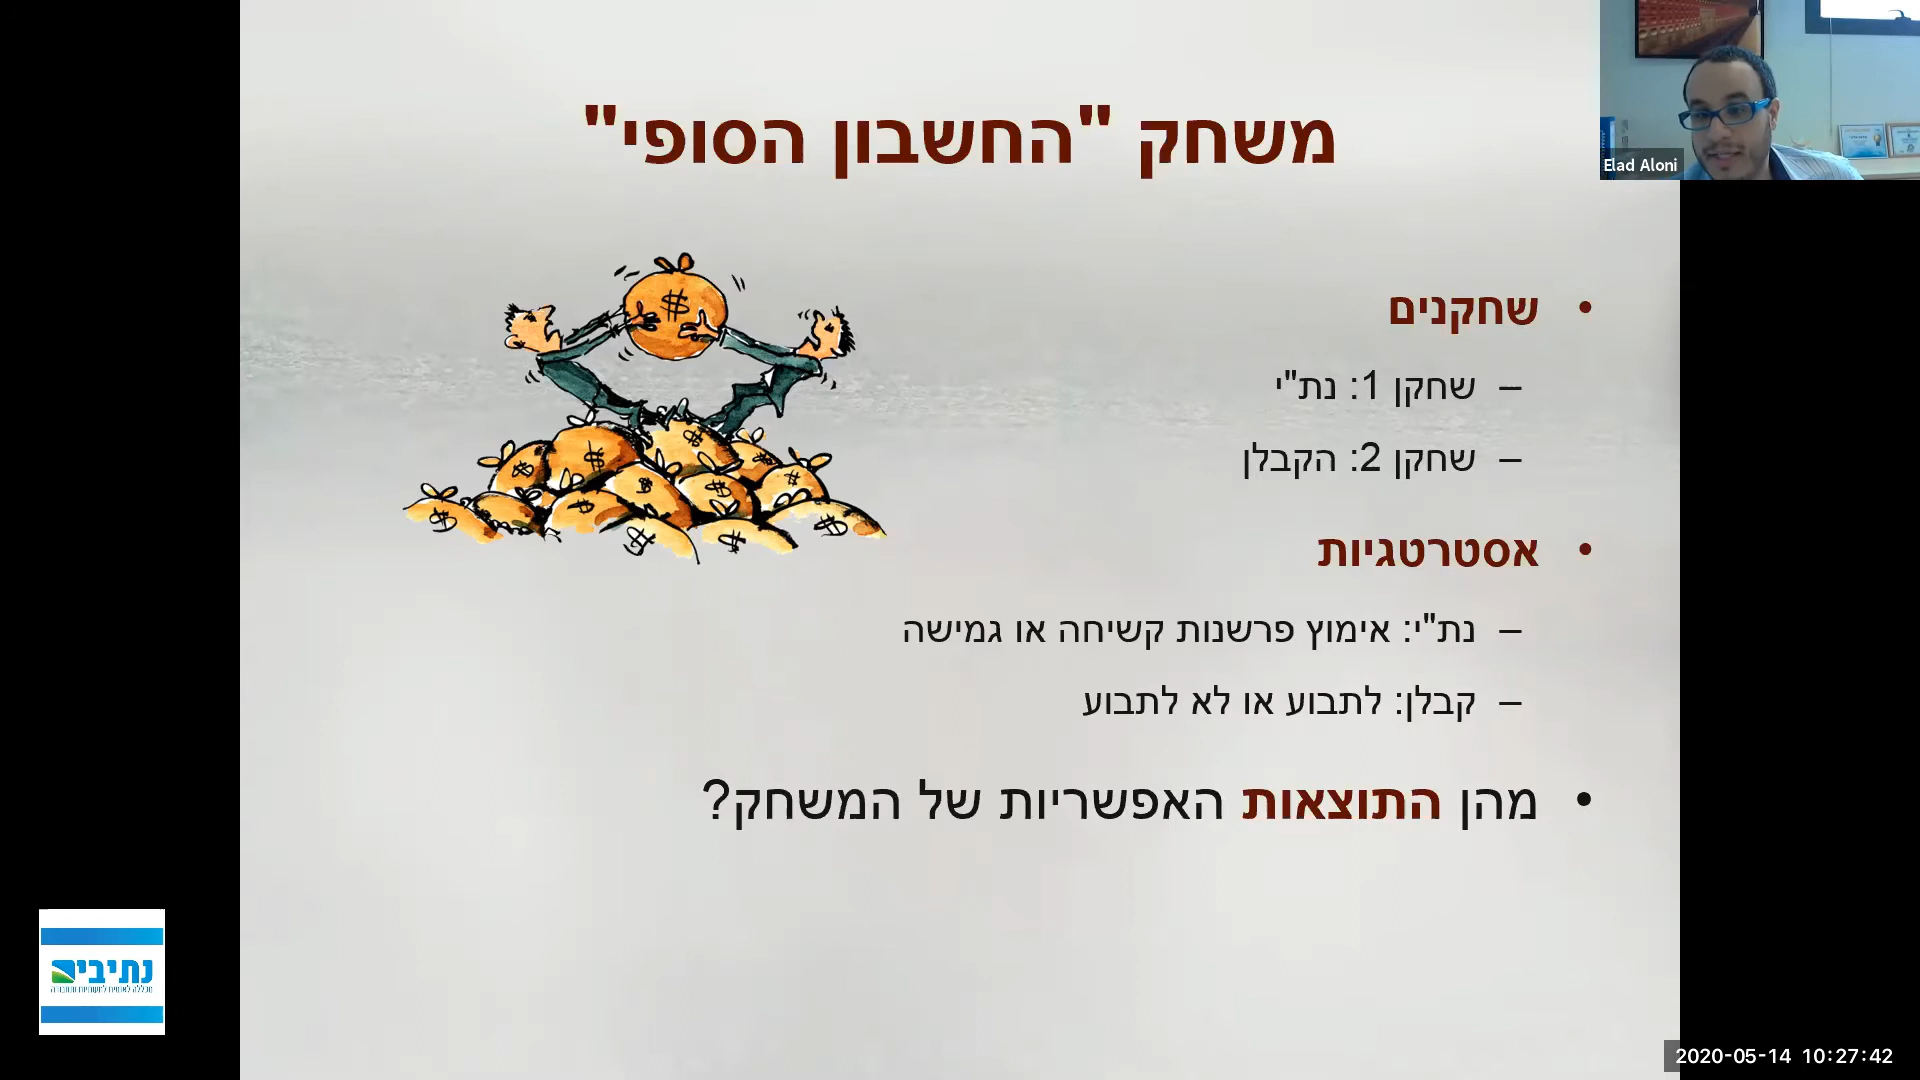 משחק "החשבון הסופי"
Elad Aloni
• שחקנים
– שחקן 1: נת"י
– שחקן 2: הקבלן
• אסטרטגיות
– נת"י: אימוץ פרשנות קשיחה או גמישה
– קבלן: לתבוע או לא לתבוע
• מהן התוצאות האפשריות של המשחק?
נתיבים
2020-05-14 10:27:42